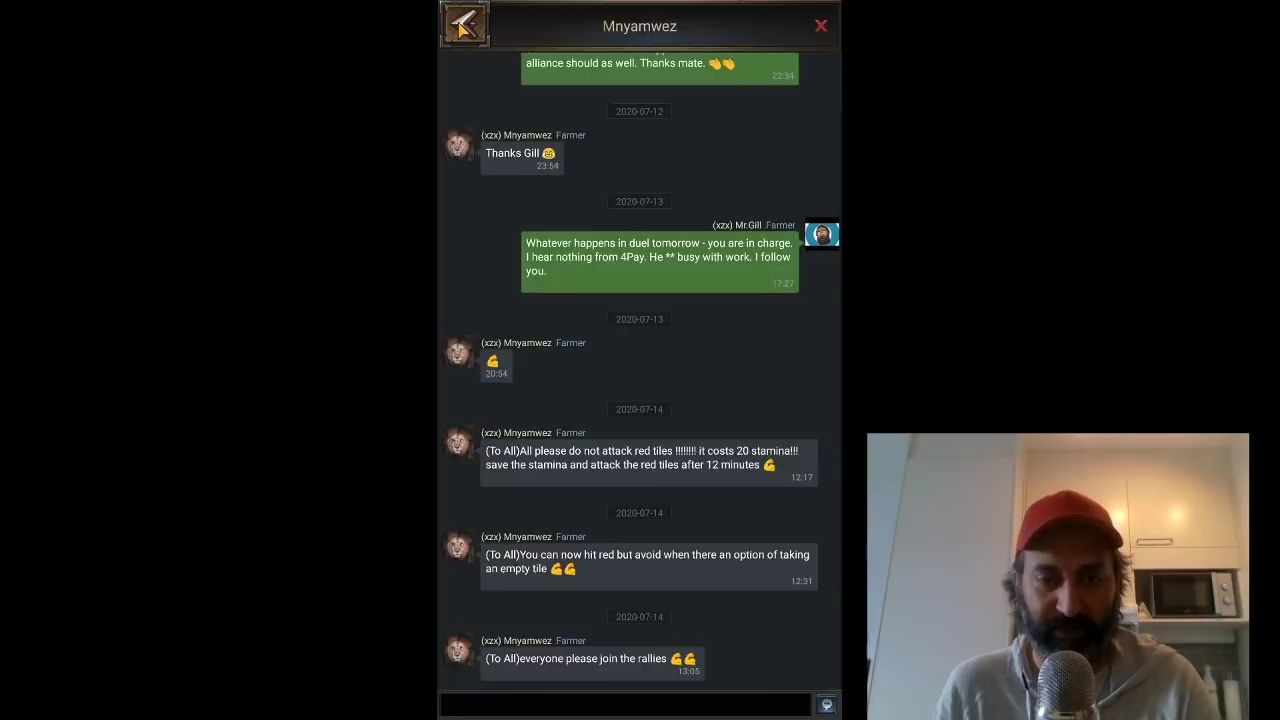 Mnyamwez
X
alliance should as well. Thanks mate. 👏👏
22:34
2020-07-12
(xzx) Mnyamwez Farmer
Thanks Gill 😁
23:54
2020-07-13
(xzx) Mr.Gill Farmer
Whatever happens in duel tomorrow - you are in charge.
I hear nothing from 4Pay. He ** busy with work. I follow
you.
17:27
2020-07-13
(xzx) Mnyamwez Farmer
💪
20:54
2020-07-14
(xzx) Mnyamwez Farmer
(To All)All please do not attack red tiles !!!!!!!! it costs 20 stamina!!!
save the stamina and attack the red tiles after 12 minutes 💪
12:17
2020-07-14
(xzx) Mnyamwez Farmer
(To All)You can now hit red but avoid when there an option of taking
an empty tile 💪💪
12:31
2020-07-14
(xzx) Mnyamwez Farmer
(To All)everyone please join the rallies 💪💪
13:05